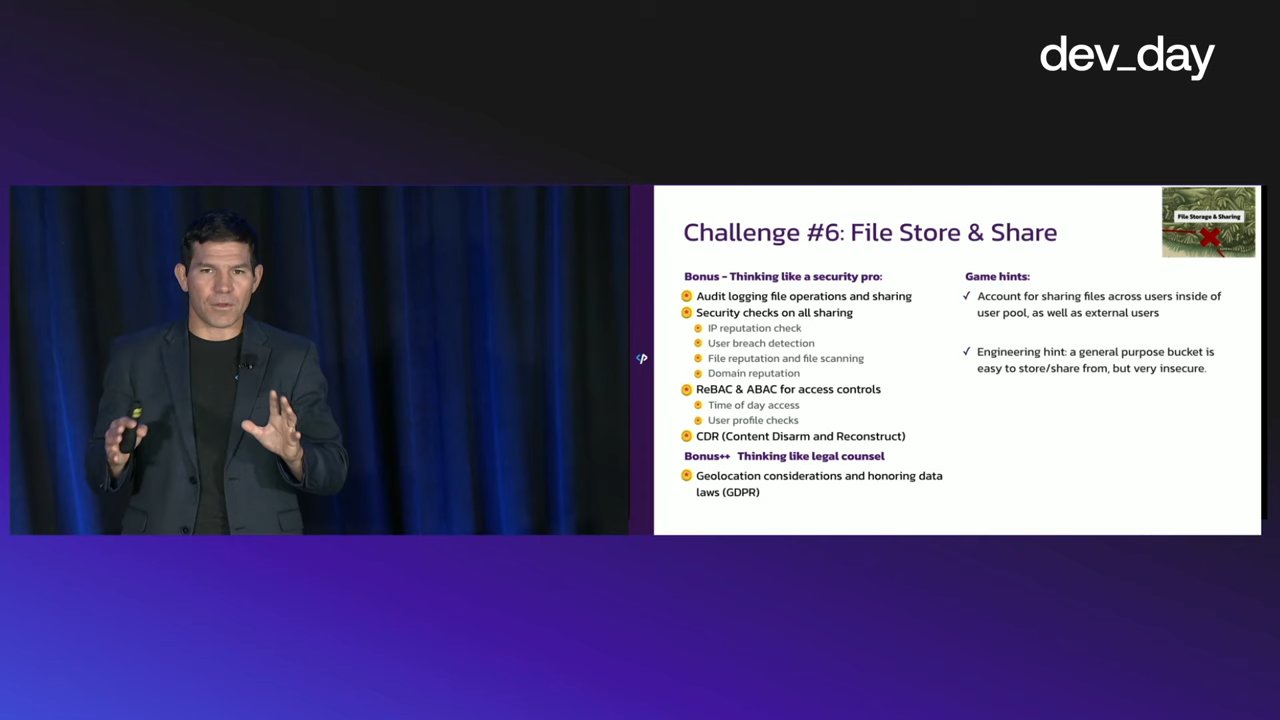 dev_day
File Storage & Sharing
Challenge #6: File Store & Share
Bonus - Thinking like a security pro:
Audit logging file operations and sharing
Security checks on all sharing
IP reputation check
User breach detection
File reputation and file scanning
Domain reputation
ReBAC & ABAC for access controls
Time of day access
User profile checks
CDR (Content Disarm and Reconstruct)
Bonus++ Thinking like legal counsel
Geolocation considerations and honoring data
laws (GDPR)
Game hints:
✓ Account for sharing files across users inside of
user pool, as well as external users
✓ Engineering hint: a general purpose bucket is
easy to store/share from, but very insecure.